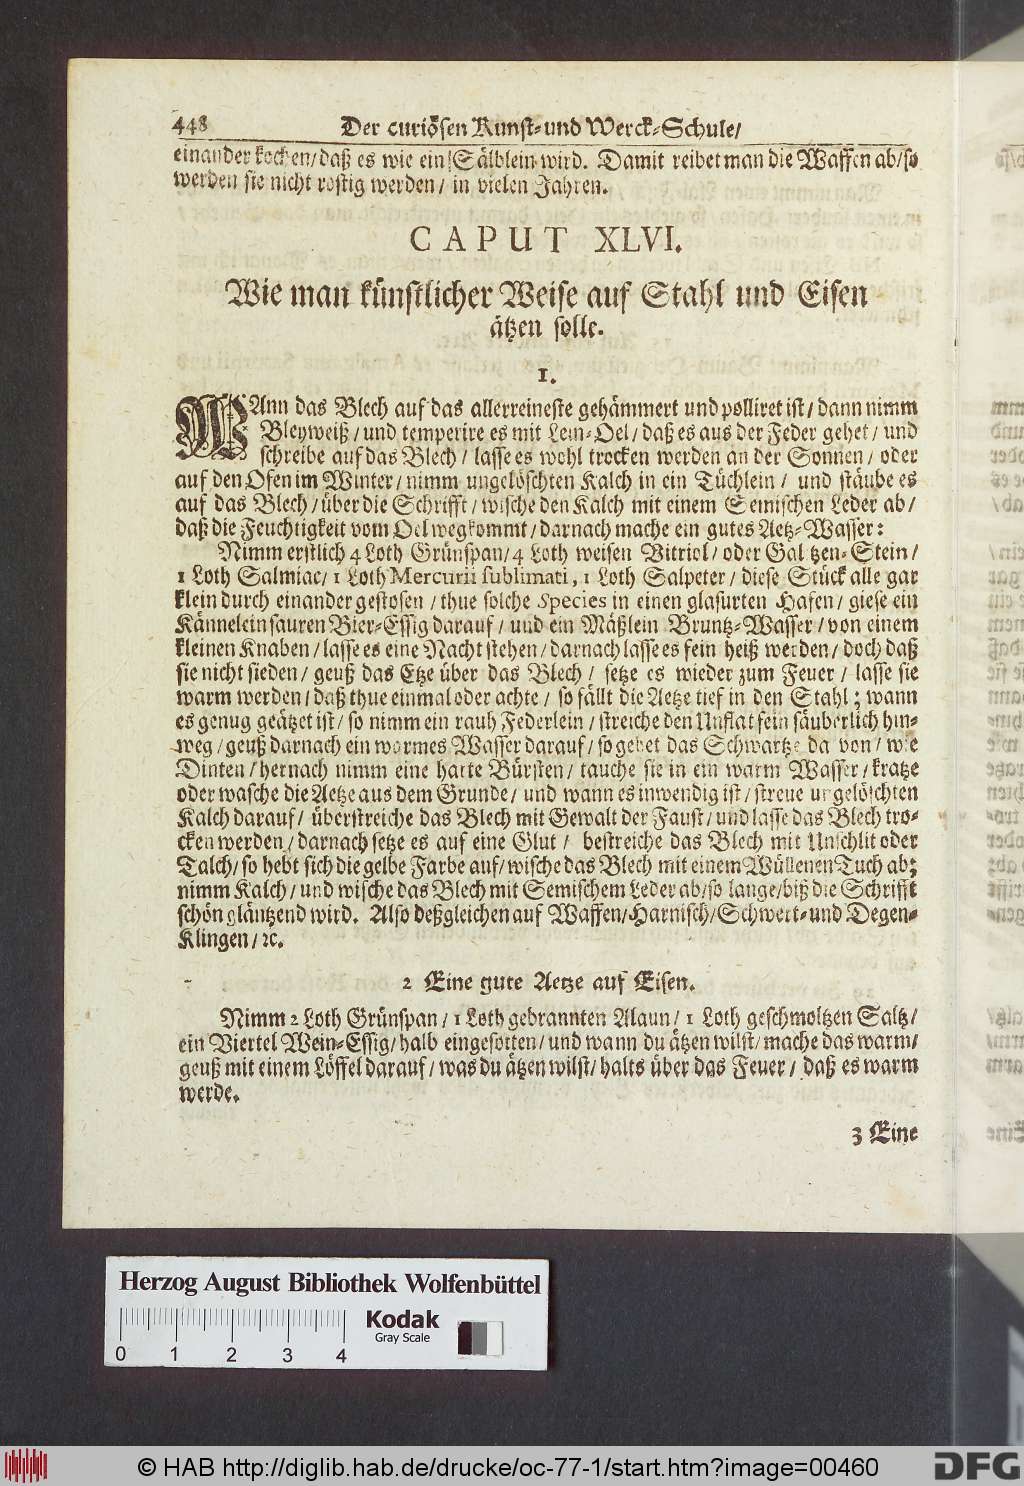 448 Der curiösen Kunst- und Werck-Schule/
einander kochen/ daß es wie ein Sälblein wird. Damit reibet man die Waffen ab/ so
werden sie nicht rostig werden/ in vielen Jahren.
CAPUT XLVI.
Wie man künstlicher Weise auf Stahl und Eisen
ätzen solle.
1.
WAnn das Blech auf das allerreineste gehämmert und polliret ist/ dann nimm
Bleyweiß/ und temperire es mit Lein-Oel/ daß es aus der Feder gehet/ und
schreibe auf das Blech/ lasse es wohl trocken werden an der Sonnen/ oder
auf den Ofen im Winter/ nimm ungelöschten Kalch in ein Tüchlein/ und stäube es
auf das Blech/ über die Schrifft/ wische den Kalch mit einem Semischen Leder ab/
daß die Feuchtigkeit vom Oel wegkommt/ darnach mache ein gutes Aetz-Wasser:
Nimm erstlich 4 Loth Grünspan/ 4 Loth weisen Vitriol/ oder Galitzen-Stein/
1 Loth Salmiac/ 1 Loth Mercurii sublimati, 1 Loth Salpeter/ diese Stück alle gar
klein durch einander gestosen/ thue solche Species in einen glasurten Hafen/ giese ein
Kännelein sauren Bier-Essig darauf/ und ein Mäßlein Bruntz-Wasser/ von einem
kleinen Knaben/ lasse es eine Nacht stehen/ darnach lasse es fein heiß werden/ doch daß
sie nicht sieden/ geuß das Etze über das Blech/ setze es wieder zum Feuer/ lasse sie
warm werden/ daß thue einmal oder achte/ so fällt die Aetze tief in den Stahl; wann
es genug geätzet ist/ so nimm ein rauh Federlein/ streiche den Unflat fein säuberlich hin-
weg/ geuß darnach ein warmes Wasser darauf/ so gehet das Schwartze da von/ wie
Dinten/ hernach nimm eine harte Bürsten/ tauche sie in ein warm Wasser/ kratze
oder wasche die Aetze aus dem Grunde/ und wann es inwendig ist/ streue ungelöschten
Kalch darauf/ überstreiche das Blech mit Gewalt der Faust/ und lasse das Blech tro-
cken werden/ darnach setze es auf eine Glut/ bestreiche das Blech mit Unschlit oder
Talch/ so hebt sich die gelbe Farbe auf/ wische das Blech mit einem Wüllenen Tuch ab;
nimm Kalch/ und wische das Blech mit Semischem Leder ab/ so lange/ biß die Schrifft
schön gläntzend wird. Also deßgleichen auf Waffen/ Harnisch/ Schwert- und Degen-
Klingen/ ꝛc.
2 Eine gute Aetze auf Eisen.
Nimm 2 Loth Grünspan/ 1 Loth gebrannten Alaun/ 1 Loth geschmoltzen Saltz/
ein Viertel Wein-Essig/ halb eingesotten/ und wann du ätzen wilst/ mache das warm/
geuß mit einem Löffel darauf/ was du ätzen wilst/ halts über das Feuer/ daß es warm
werde.
3 Eine
Herzog August Bibliothek Wolfenbüttel
Kodak
Gray Scale
0 1 2 3 4
© HAB http://diglib.hab.de/drucke/oc-77-1/start.htm?image=00460
DFG